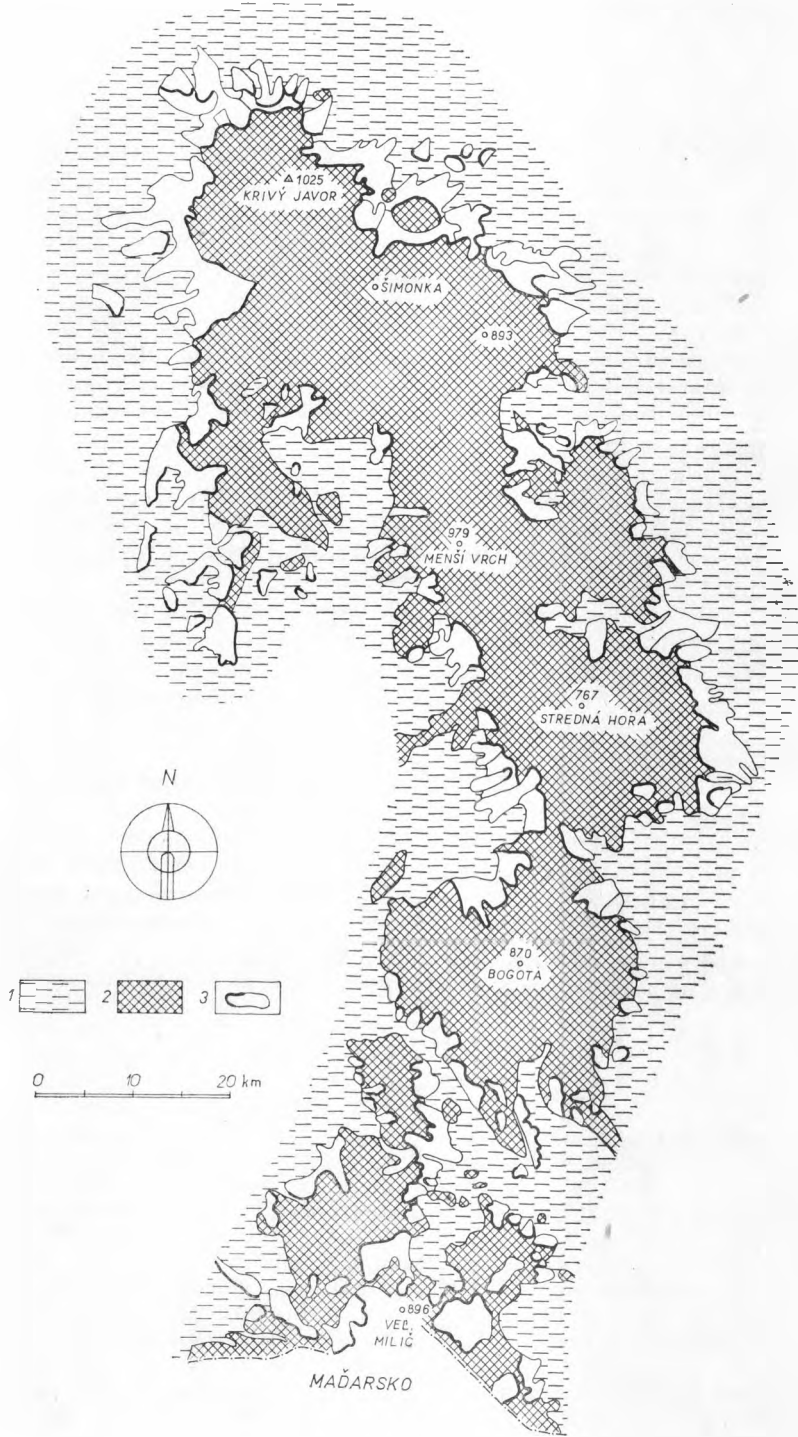 △ 1025
KRIVÝ JAVOR
ŠIMONKA
893
979
MENŠÍ VRCH
767
STREDNÁ HORA
N
870
BOGOTA
1
2
3
0 10 20 km
896
VEĽ.
MILIČ
MAĎARSKO